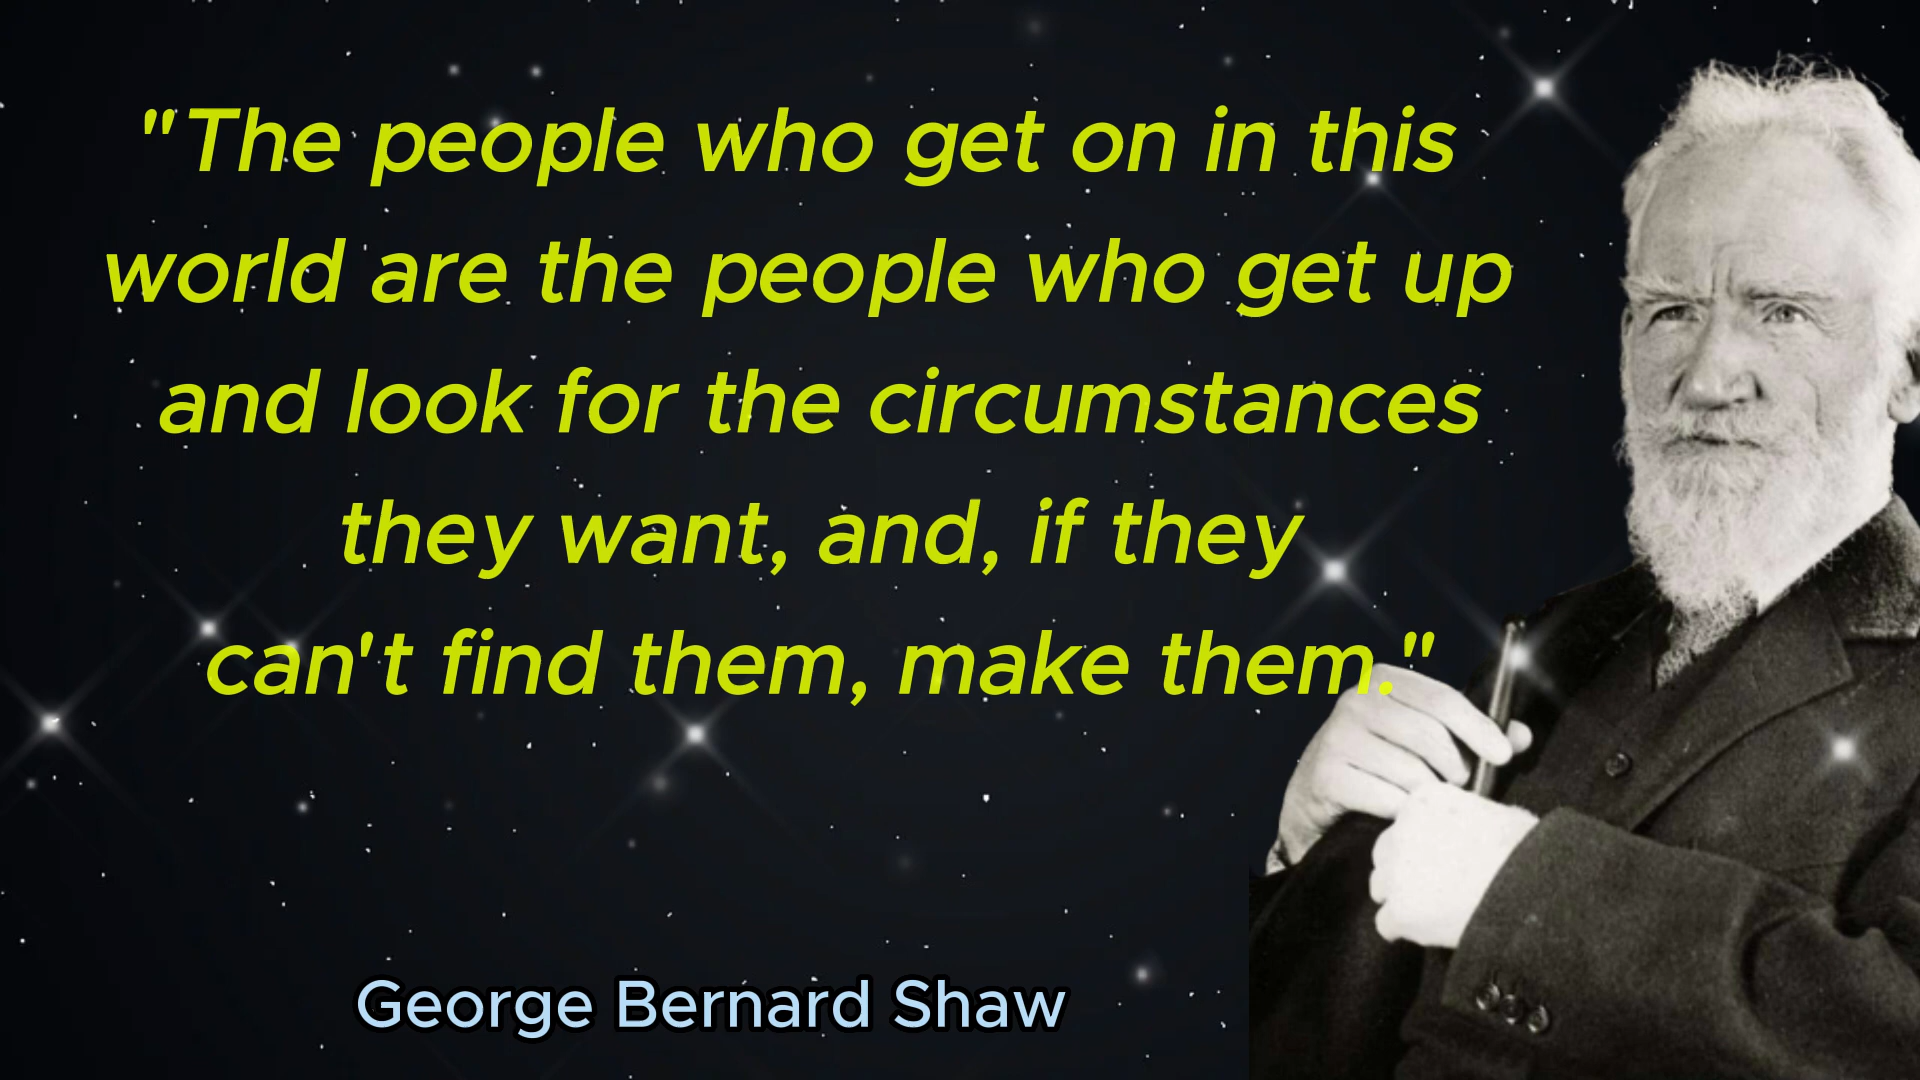 "The people who get on in this
world are the people who get up
and look for the circumstances
they want, and, if they
can't find them, make them."
George Bernard Shaw